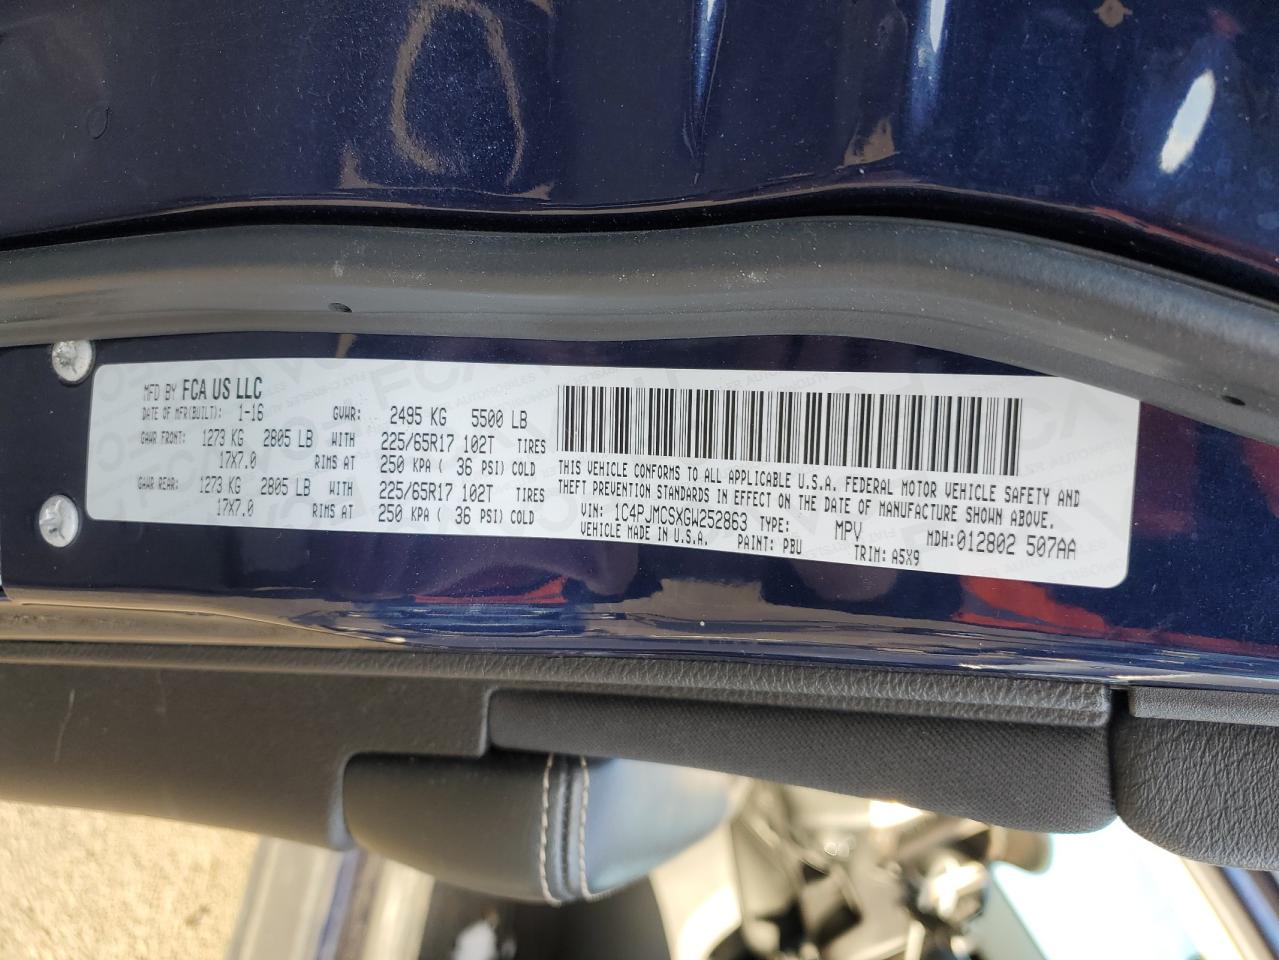 MFD BY FCA US LLC
DATE OF MFR(BUILT): 1-16 GVWR: 2495 KG 5500 LB
GAWR FRONT: 1273 KG 2805 LB WITH 225/65R17 102T TIRES
17X7.0 RIMS AT 250 KPA ( 36 PSI) COLD
GAWR REAR: 1273 KG 2805 LB WITH 225/65R17 102T TIRES
17X7.0 RIMS AT 250 KPA ( 36 PSI) COLD
THIS VEHICLE CONFORMS TO ALL APPLICABLE U.S.A. FEDERAL MOTOR VEHICLE SAFETY AND
THEFT PREVENTION STANDARDS IN EFFECT ON THE DATE OF MANUFACTURE SHOWN ABOVE.
VIN: 1C4PJMCSXGW252863 TYPE: MPV MDH:012802 507AA
VEHICLE MADE IN U.S.A. PAINT: PBU TRIM: A5X9